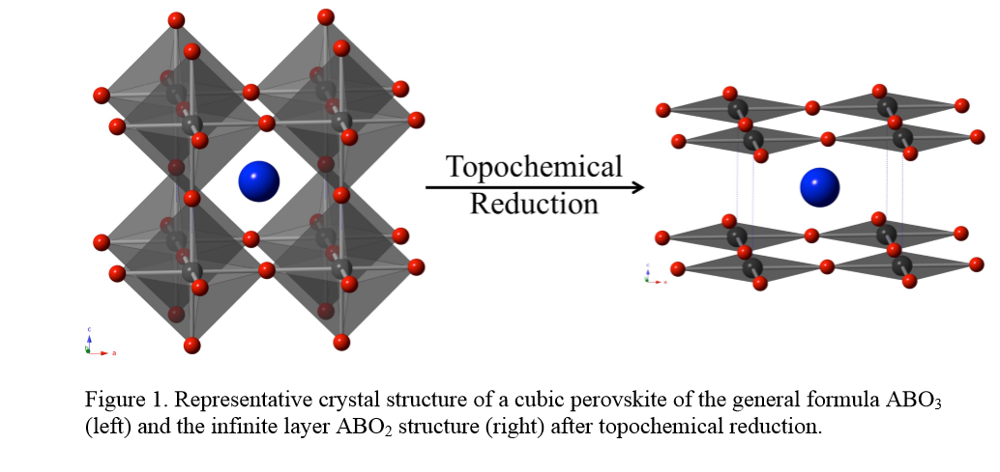 Topochemical
Reduction
c
a
Figure 1. Representative crystal structure of a cubic perovskite of the general formula ABO₃
(left) and the infinite layer ABO₂ structure (right) after topochemical reduction.